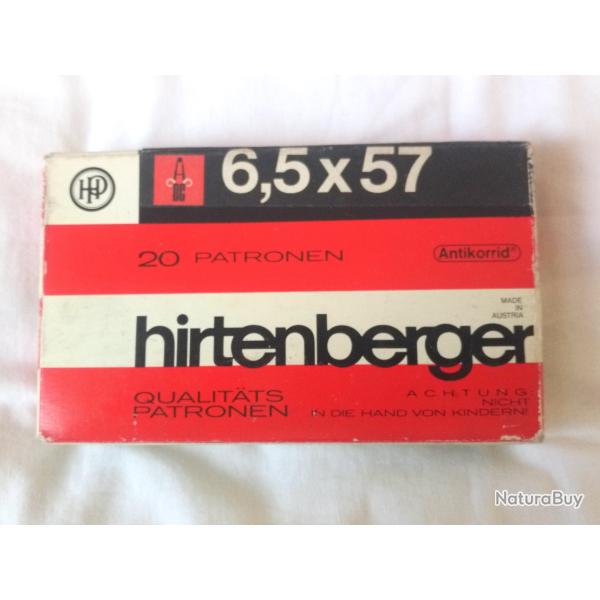 HP
DG
6,5 x 57
20 PATRONEN
Antikorrid®
MADE
IN
AUSTRIA
hirtenberger
QUALITÄTS
PATRONEN
ACHTUNG
NICHT
IN DIE HAND VON KINDERN!
NaturaBuy